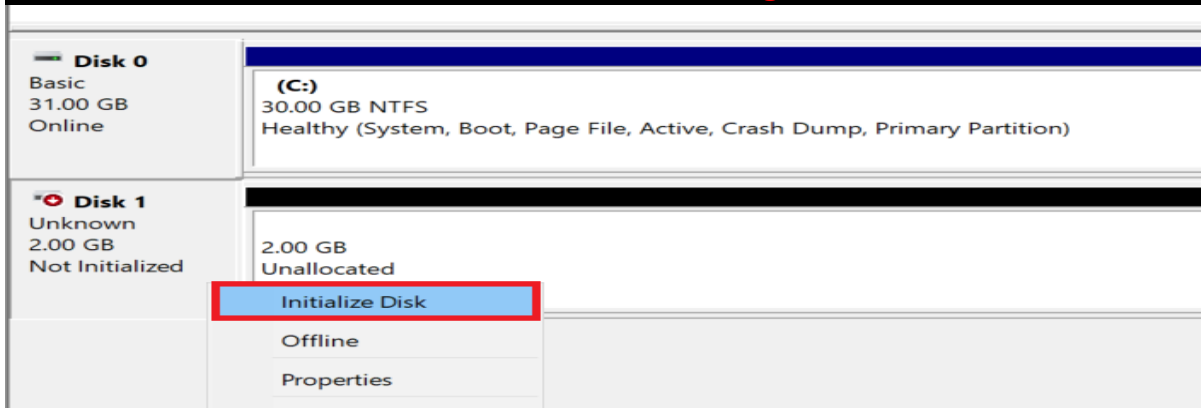 Disk 0
Basic
31.00 GB
Online
(C:)
30.00 GB NTFS
Healthy (System, Boot, Page File, Active, Crash Dump, Primary Partition)
Disk 1
Unknown
2.00 GB
Not Initialized
2.00 GB
Unallocated
Initialize Disk
Offline
Properties